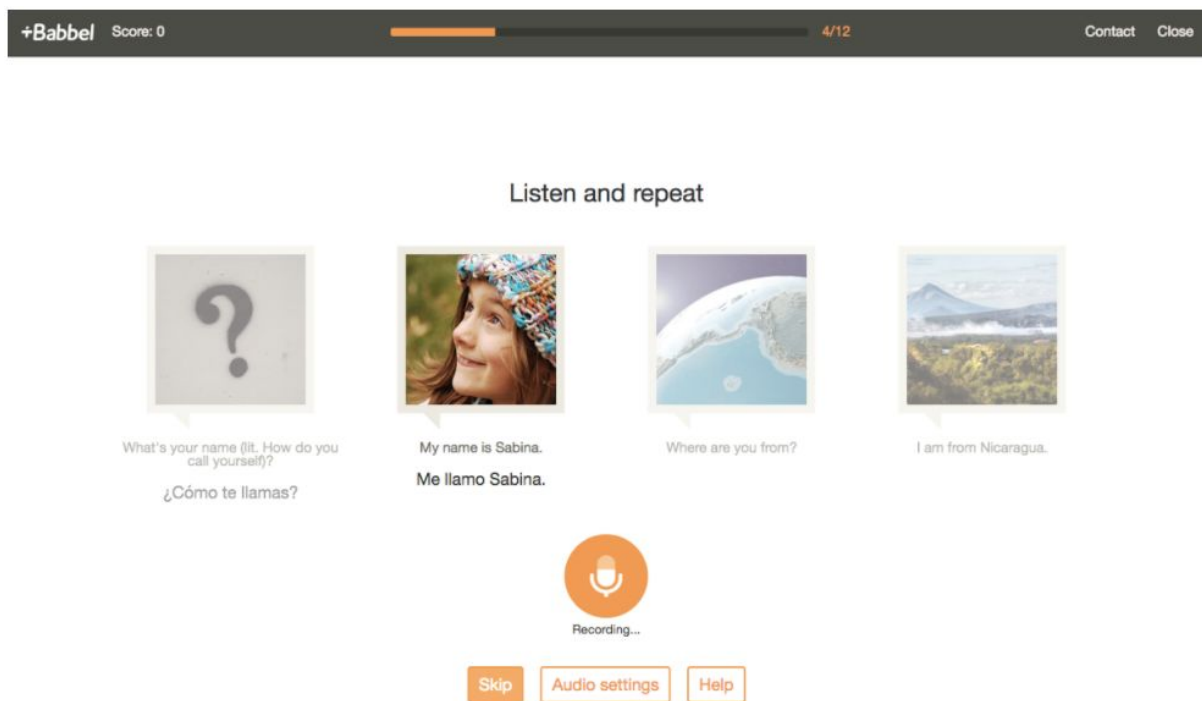 +Babbel Score: 0 4/12 Contact Close
Listen and repeat
?
What's your name (lit. How do you
call yourself)?
¿Cómo te llamas?
My name is Sabina.
Me llamo Sabina.
Where are you from?
I am from Nicaragua.
Recording...
Skip Audio settings Help